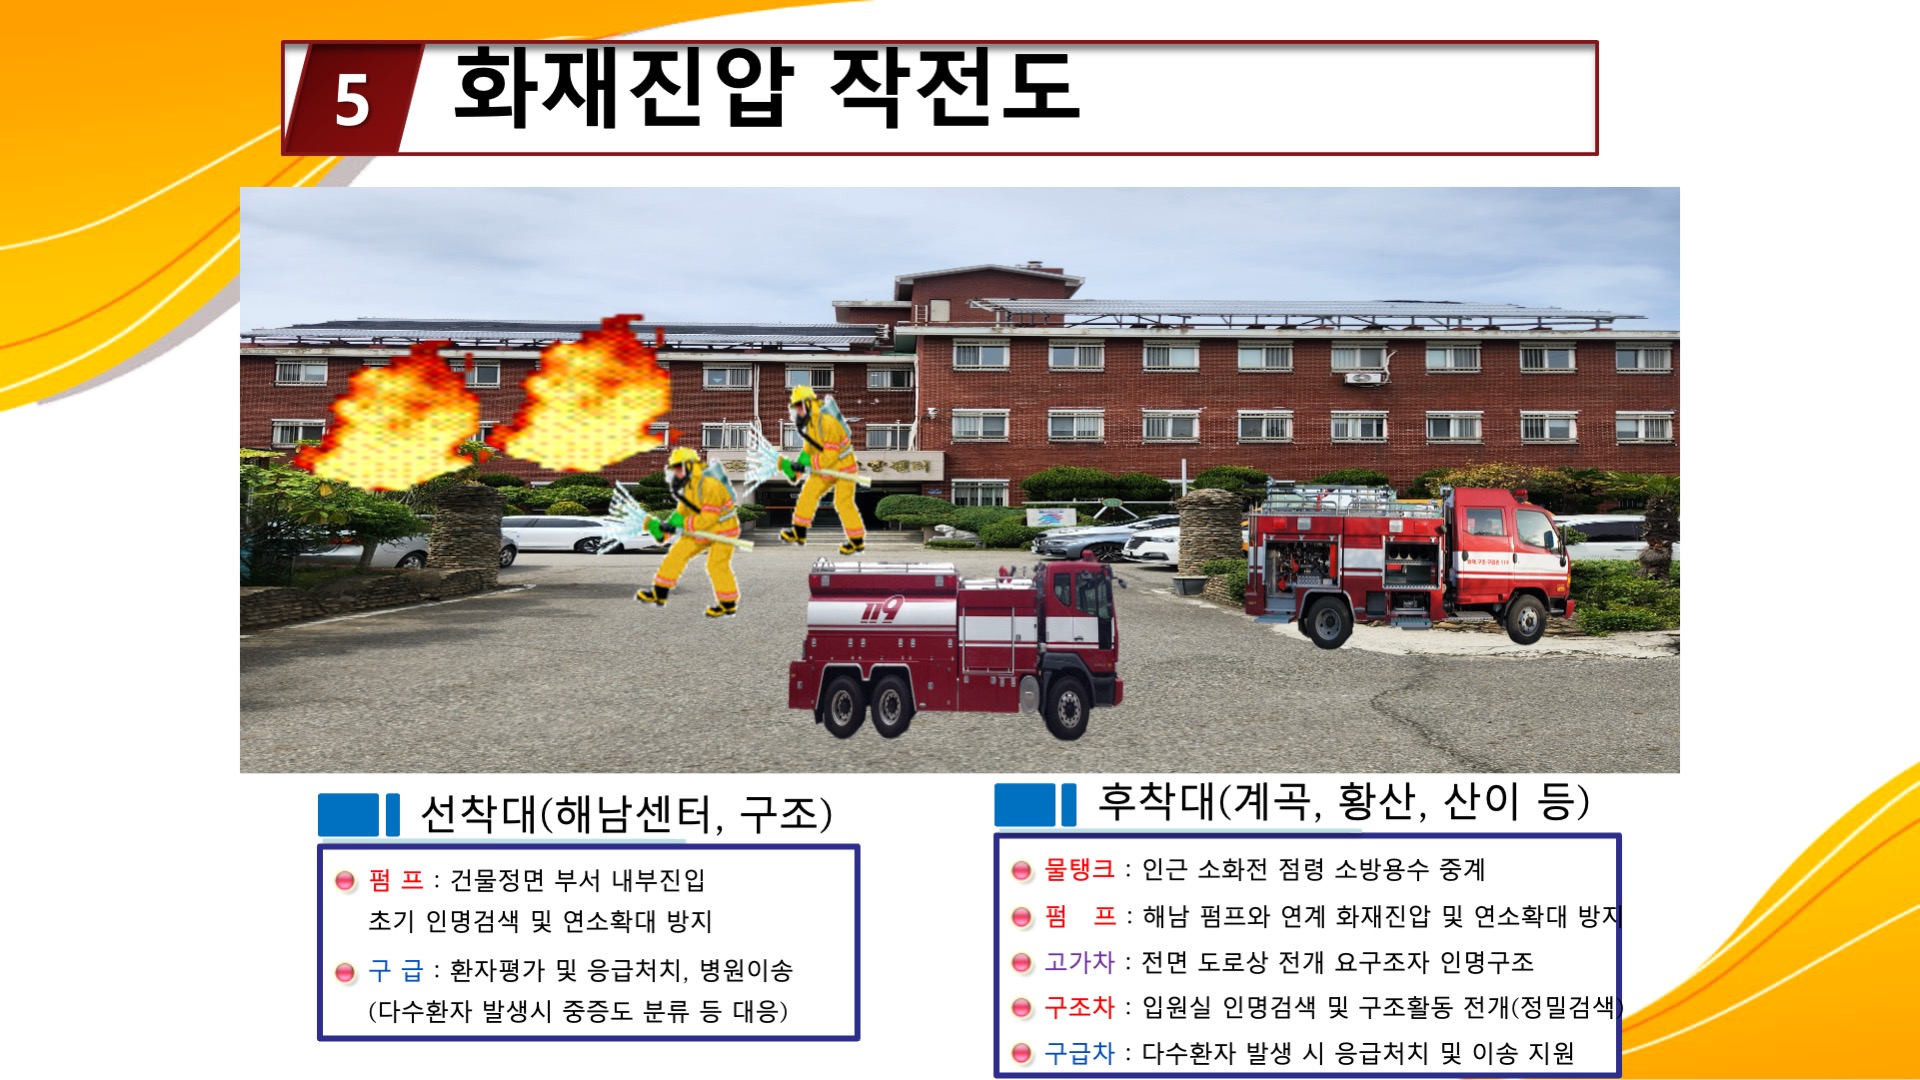 5 화재진압 작전도
119
선착대(해남센터, 구조)
펌 프 : 건물정면 부서 내부진입
초기 인명검색 및 연소확대 방지
구 급 : 환자평가 및 응급처치, 병원이송
(다수환자 발생시 중증도 분류 등 대응)
후착대(계곡, 황산, 산이 등)
물탱크 : 인근 소화전 점령 소방용수 중계
펌 프 : 해남 펌프와 연계 화재진압 및 연소확대 방지
고가차 : 전면 도로상 전개 요구조자 인명구조
구조차 : 입원실 인명검색 및 구조활동 전개(정밀검색)
구급차 : 다수환자 발생 시 응급처치 및 이송 지원